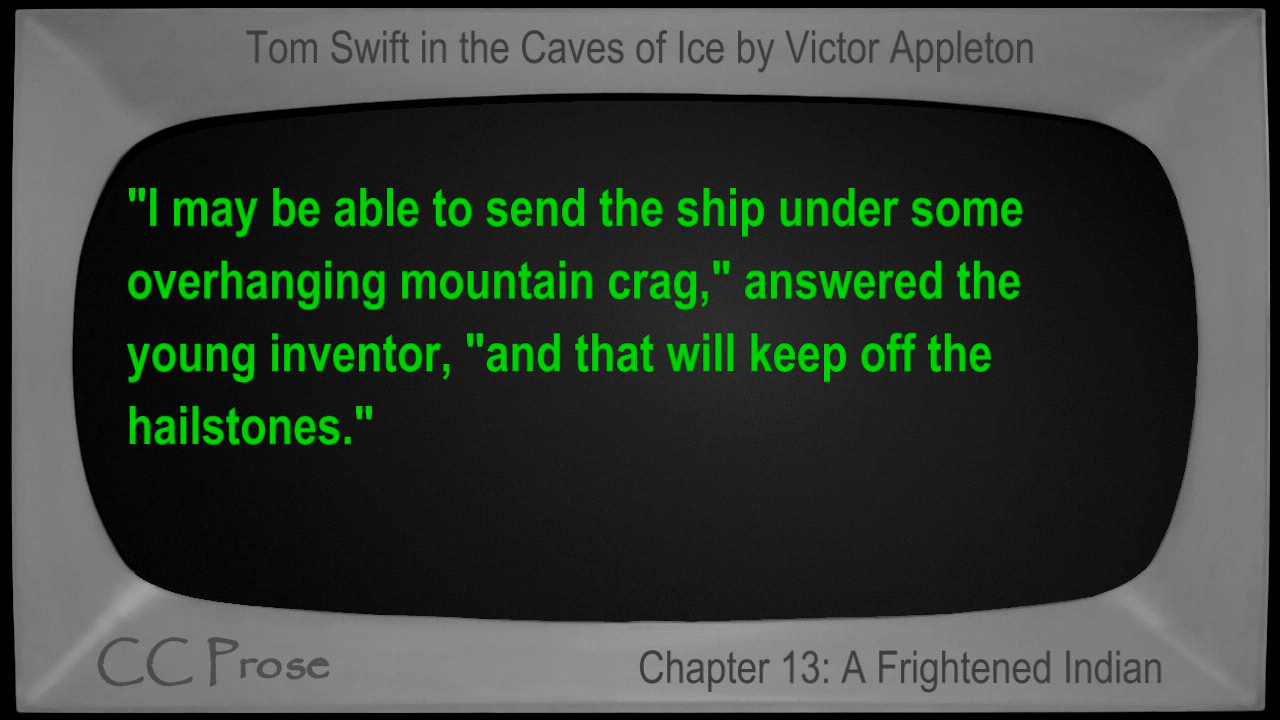 Tom Swift in the Caves of Ice by Victor Appleton
"I may be able to send the ship under some
overhanging mountain crag," answered the
young inventor, "and that will keep off the
hailstones."
CC Prose
Chapter 13: A Frightened Indian